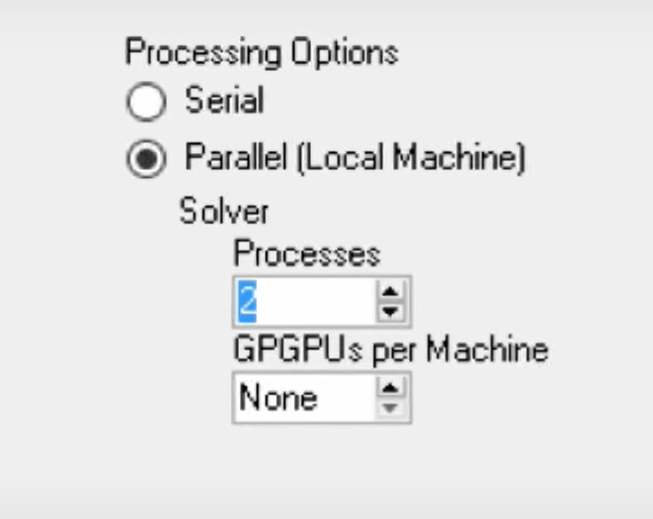 Processing Options
Serial
Parallel (Local Machine)
Solver
Processes
2
GPGPUs per Machine
None